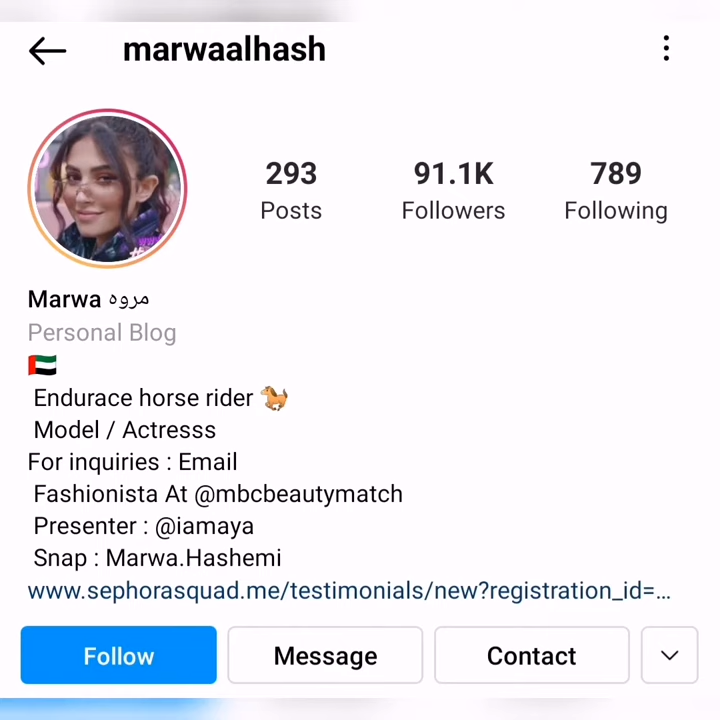 marwaalhash
293 91.1K 789
Posts Followers Following
Marwa مروه
Personal Blog
Endurace horse rider
Model / Actresss
For inquiries : Email
Fashionista At @mbcbeautymatch
Presenter : @iamaya
Snap : Marwa.Hashemi
www.sephorasquad.me/testimonials/new?registration_id=...
Follow Message Contact